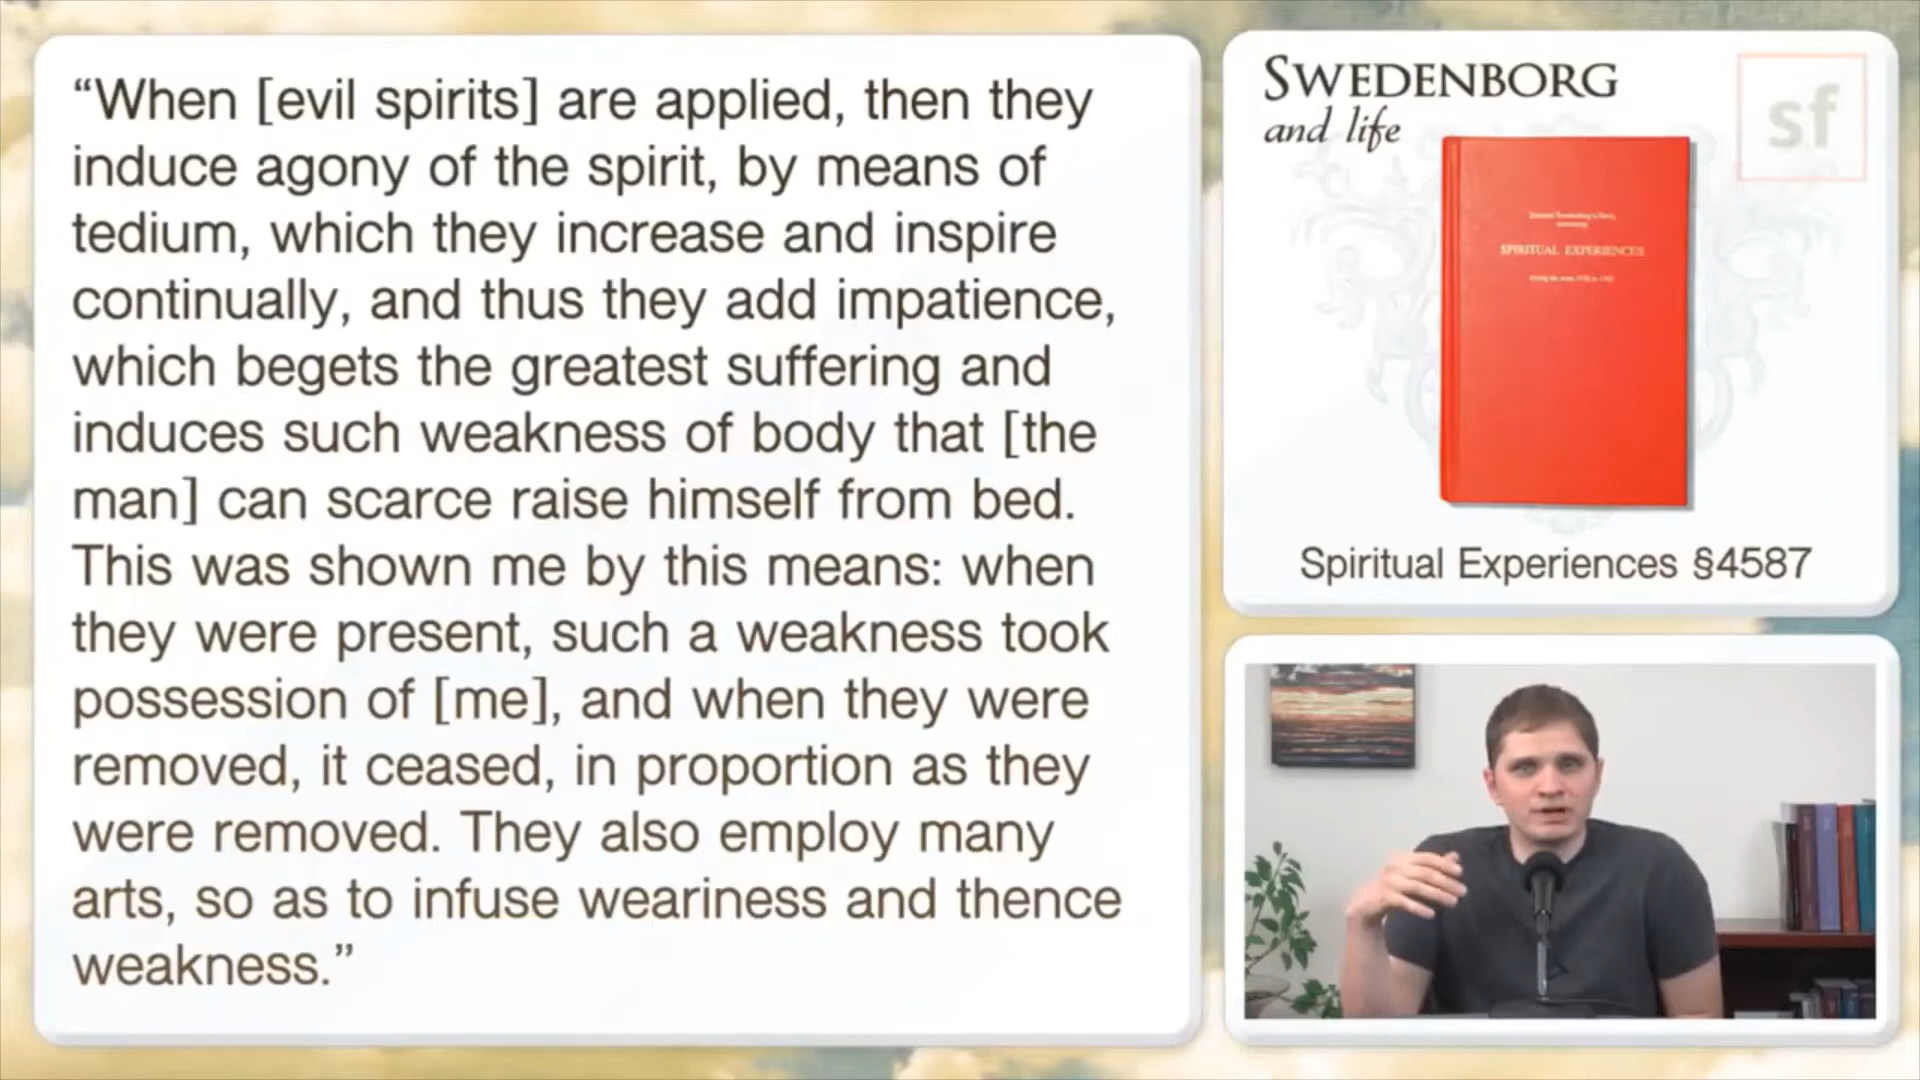 “When [evil spirits] are applied, then they
induce agony of the spirit, by means of
tedium, which they increase and inspire
continually, and thus they add impatience,
which begets the greatest suffering and
induces such weakness of body that [the
man] can scarce raise himself from bed.
This was shown me by this means: when
they were present, such a weakness took
possession of [me], and when they were
removed, it ceased, in proportion as they
were removed. They also employ many
arts, so as to infuse weariness and thence
weakness.”
SWEDENBORG
and life
sf
SPIRITUAL EXPERIENCES
Spiritual Experiences §4587